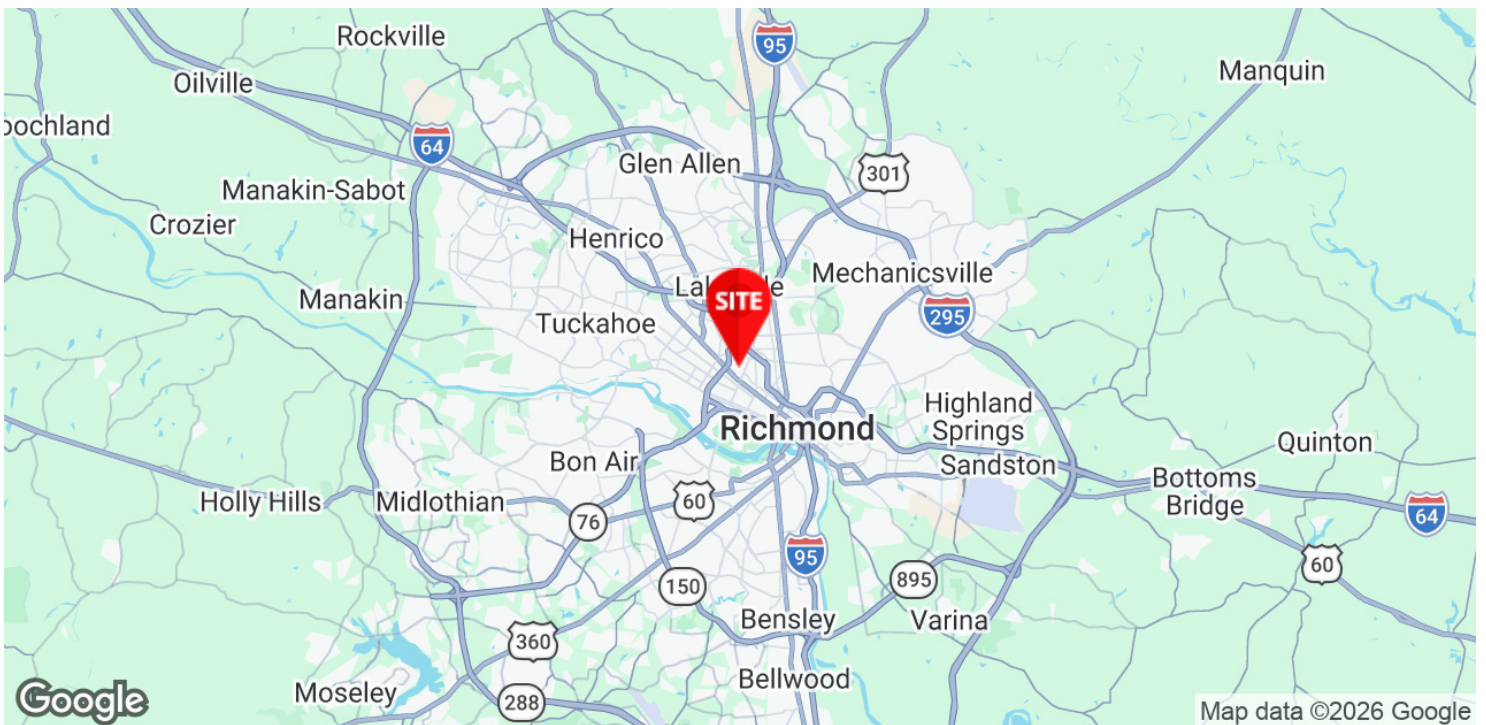 Rockville
95
Oilville
Manquin
oochland
64
Glen Allen
301
Manakin-Sabot
Crozier
Henrico
Mechanicsville
SITE
Manakin
295
Tuckahoe
Highland
Springs
Richmond
Quinton
Bon Air
Sandston
Bottoms
Bridge
Holly Hills
Midlothian
60
76
64
95
60
150
895
Bensley
Varina
360
Bellwood
Moseley
288
Google
Map data ©2026 Google